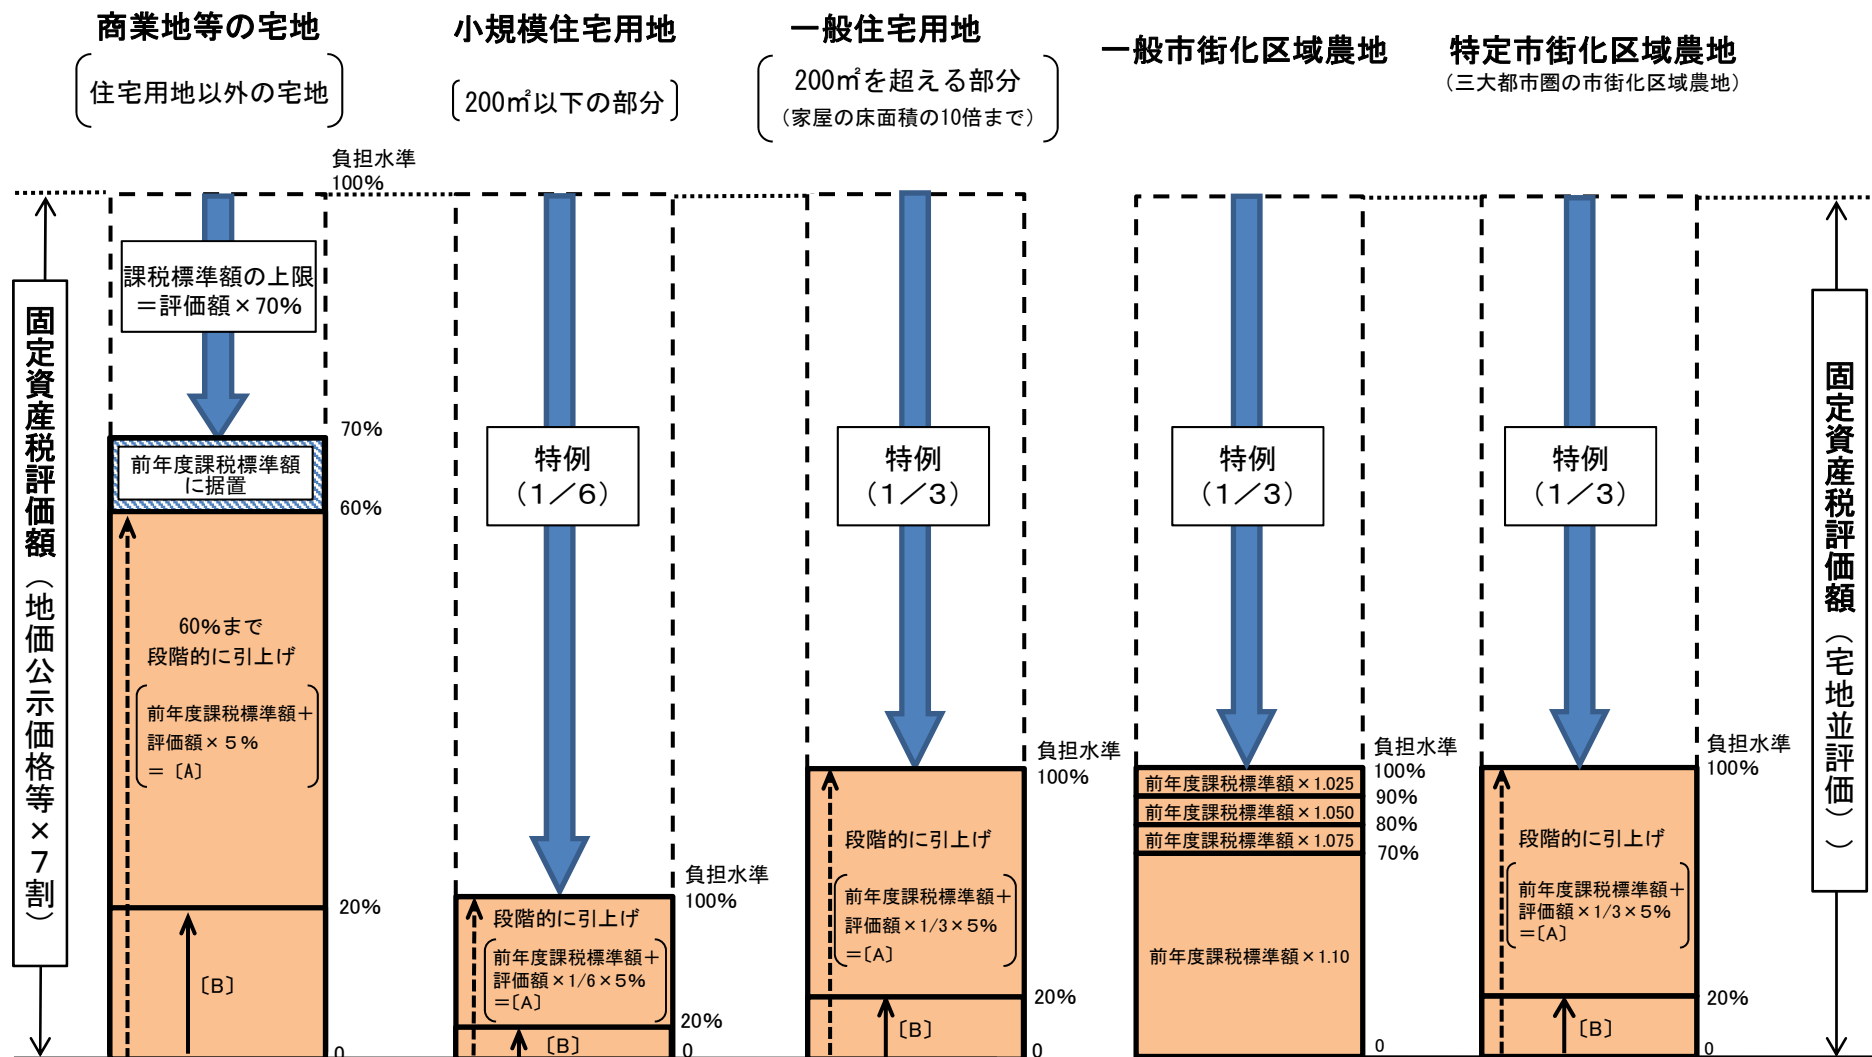 商業地等の宅地
住宅用地以外の宅地
小規模住宅用地
200㎡以下の部分
一般住宅用地
200㎡を超える部分
（家屋の床面積の10倍まで）
一般市街化区域農地
特定市街化区域農地
（三大都市圏の市街化区域農地）
固定資産税評価額（地価公示価格等×７割）
負担水準
100%
課税標準額の上限
＝評価額×70%
70%
前年度課税標準額
に据置
60%
60%まで
段階的に引上げ
前年度課税標準額＋
評価額×５%
＝〔A〕
20%
〔B〕
0
特例
（１／６）
負担水準
100%
段階的に引上げ
前年度課税標準額＋
評価額×1/6×5%
＝〔A〕
20%
〔B〕
0
特例
（１／３）
負担水準
100%
段階的に引上げ
前年度課税標準額＋
評価額×1/3×5%
＝〔A〕
20%
〔B〕
0
特例
（１／３）
負担水準
100%
前年度課税標準額×1.025
90%
前年度課税標準額×1.050
80%
前年度課税標準額×1.075
70%
前年度課税標準額×1.10
0
特例
（１／３）
負担水準
100%
段階的に引上げ
前年度課税標準額＋
評価額×1/3×5%
＝〔A〕
20%
〔B〕
0
固定資産税評価額（宅地並評価））